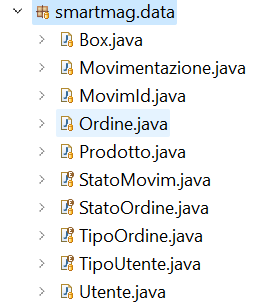 smartmag.data
Box.java
Movimentazione.java
MovimId.java
Ordine.java
Prodotto.java
StatoMovim.java
StatoOrdine.java
TipoOrdine.java
TipoUtente.java
Utente.java